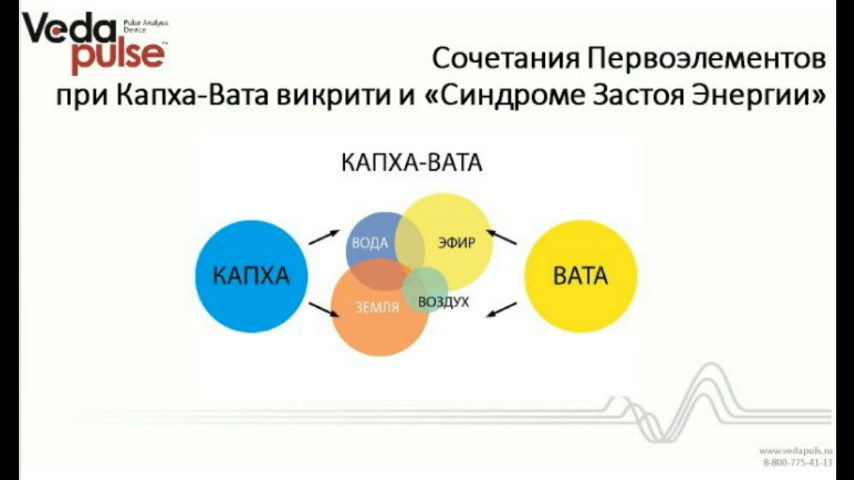 Veda
Pulse Analysis
Device
pulse™
Сочетания Первоэлементов
при Капха-Вата викрити и «Синдроме Застоя Энергии»
КАПХА-ВАТА
ВОДА
ЭФИР
КАПХА
ВАТА
ЗЕМЛЯ
ВОЗДУХ
www.vedapuls.ru
8-800-775-41-13